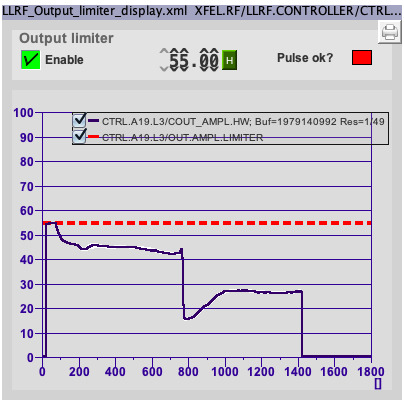 LLRF_Output_limiter_display.xml XFEL.RF/LLRF.CONTROLLER/CTRL...
Output limiter
Enable
55.00
H
Pulse ok?
100
CTRL.A19.L3/COUT_AMPL.HW; Buf=1979140992 Res=1/49
90
CTRL.A19.L3/OUT.AMPL.LIMITER
80
70
60
50
40
30
20
10
0
0 200 400 600 800 1000 1200 1400 1800
[]